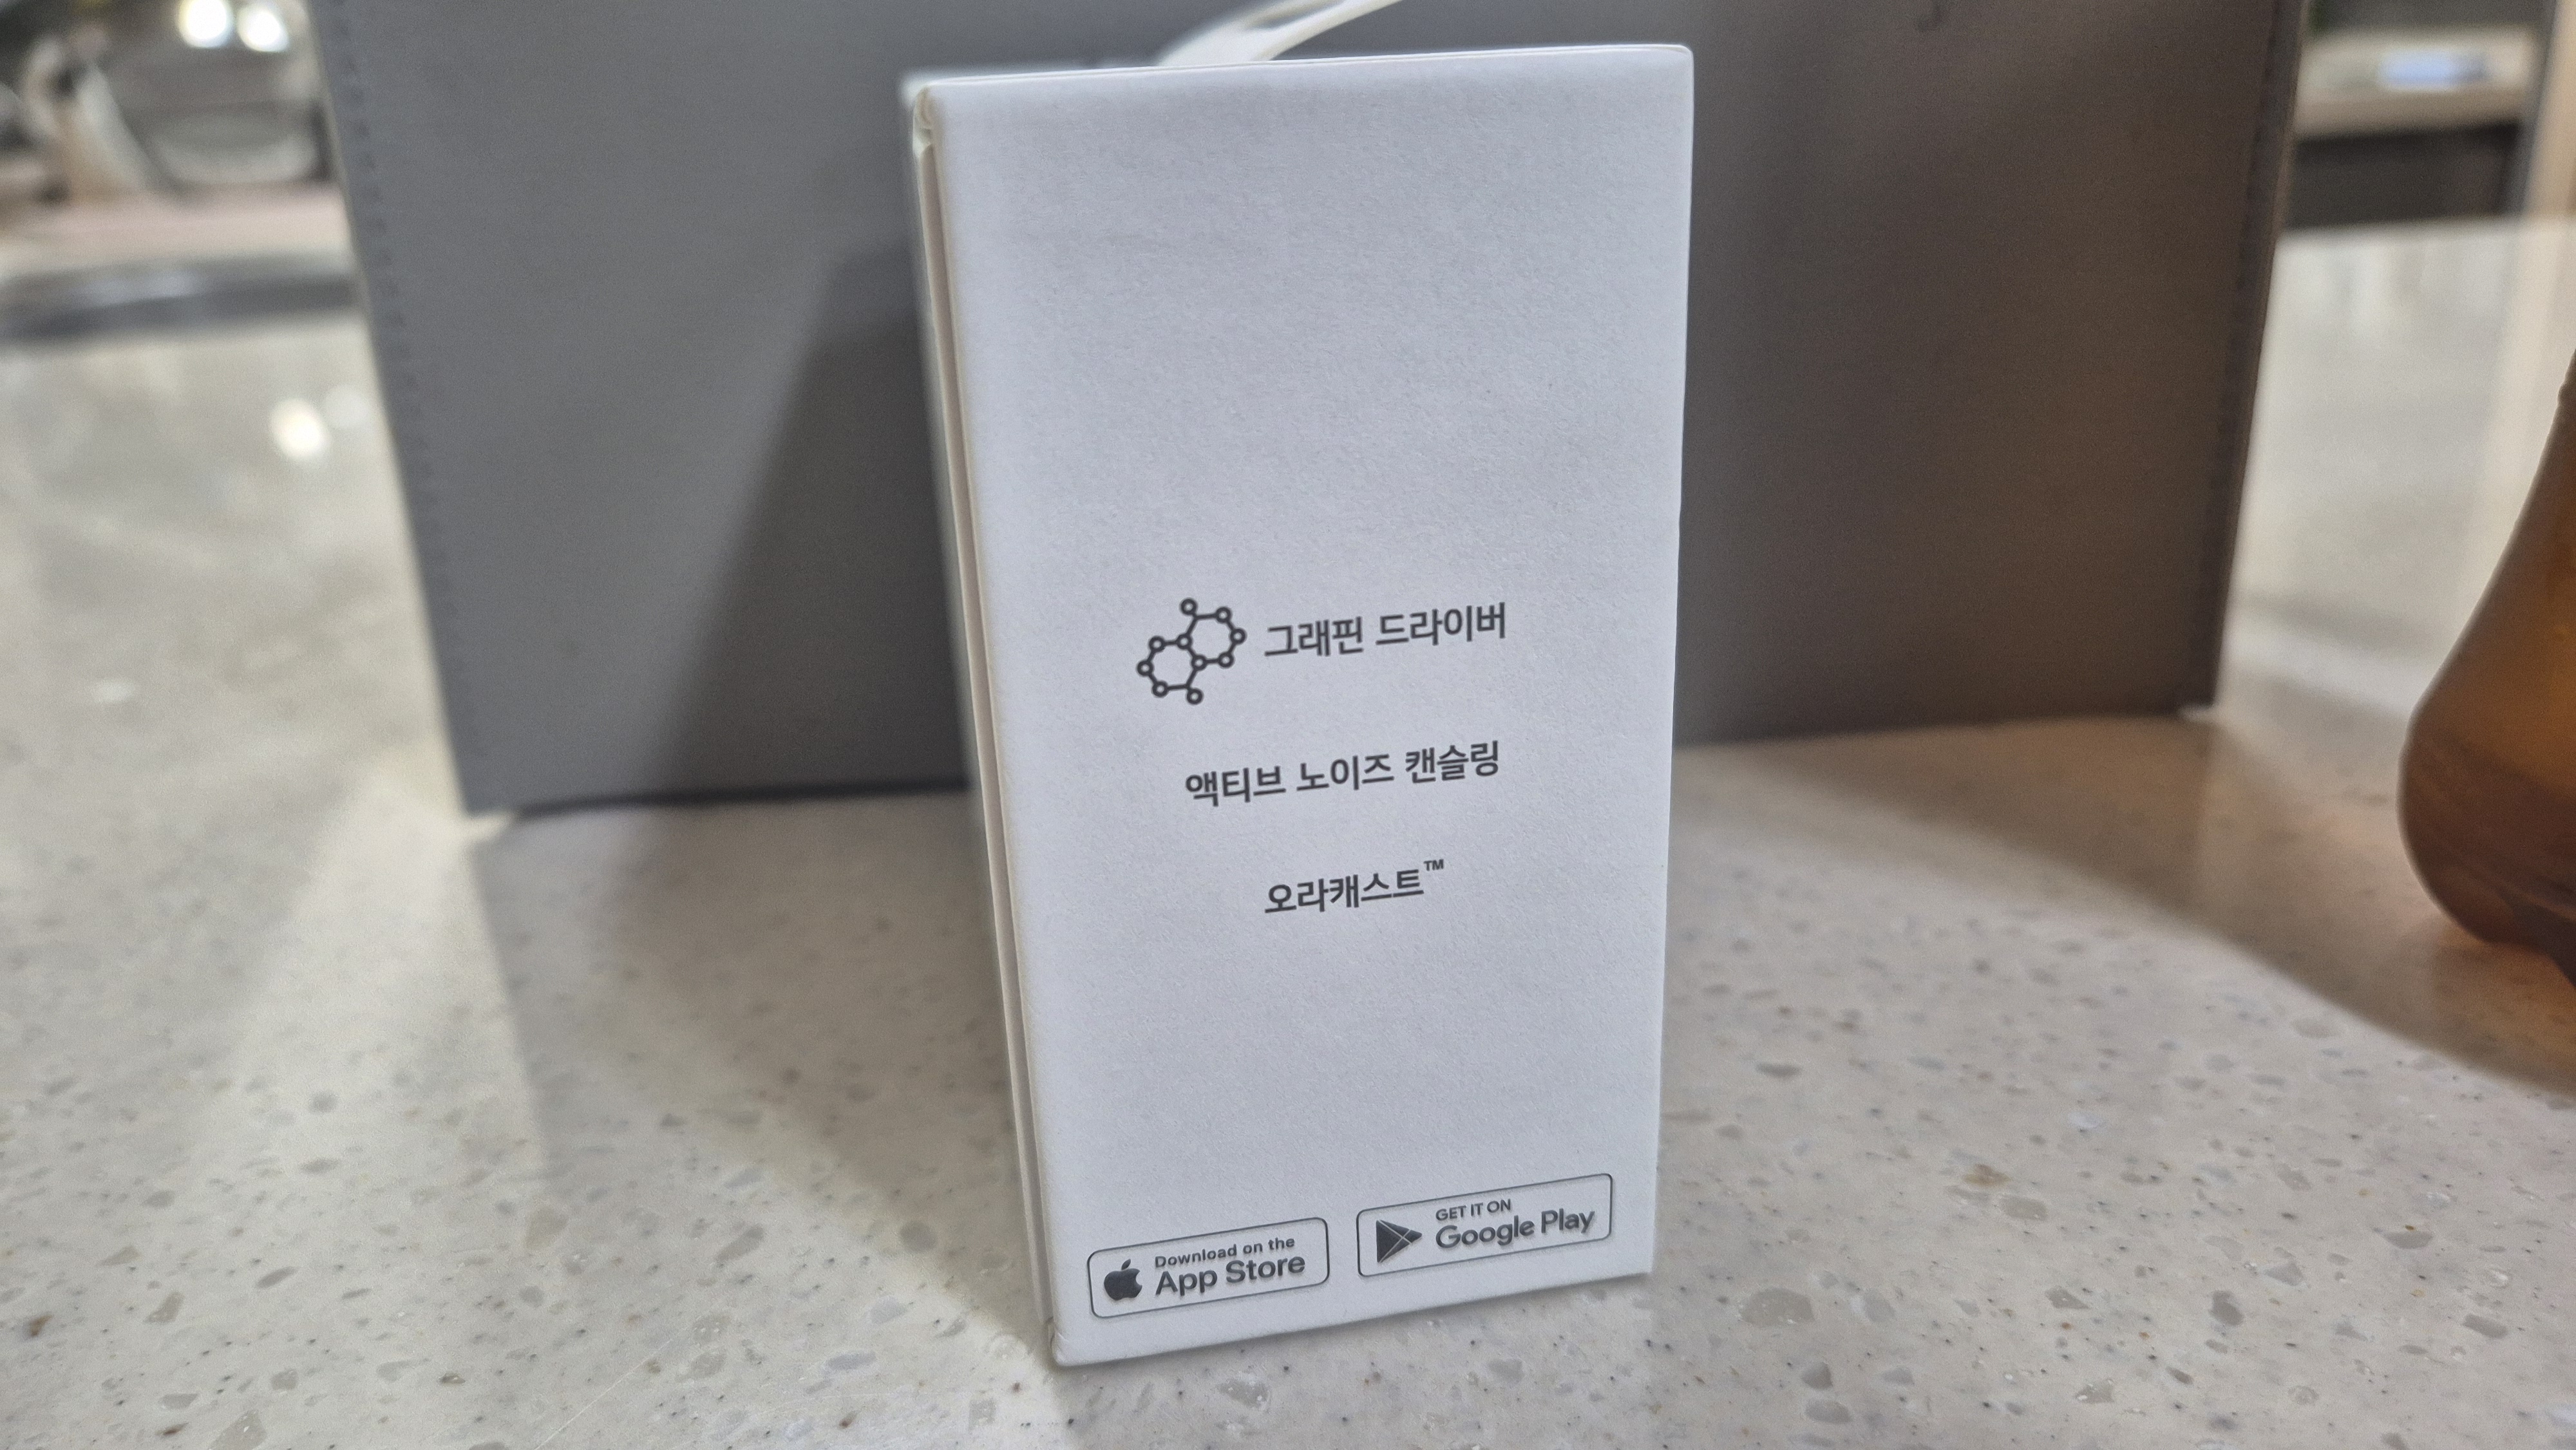 그래핀 드라이버
액티브 노이즈 캔슬링
오라캐스트™
Download on the
App Store
GET IT ON
Google Play